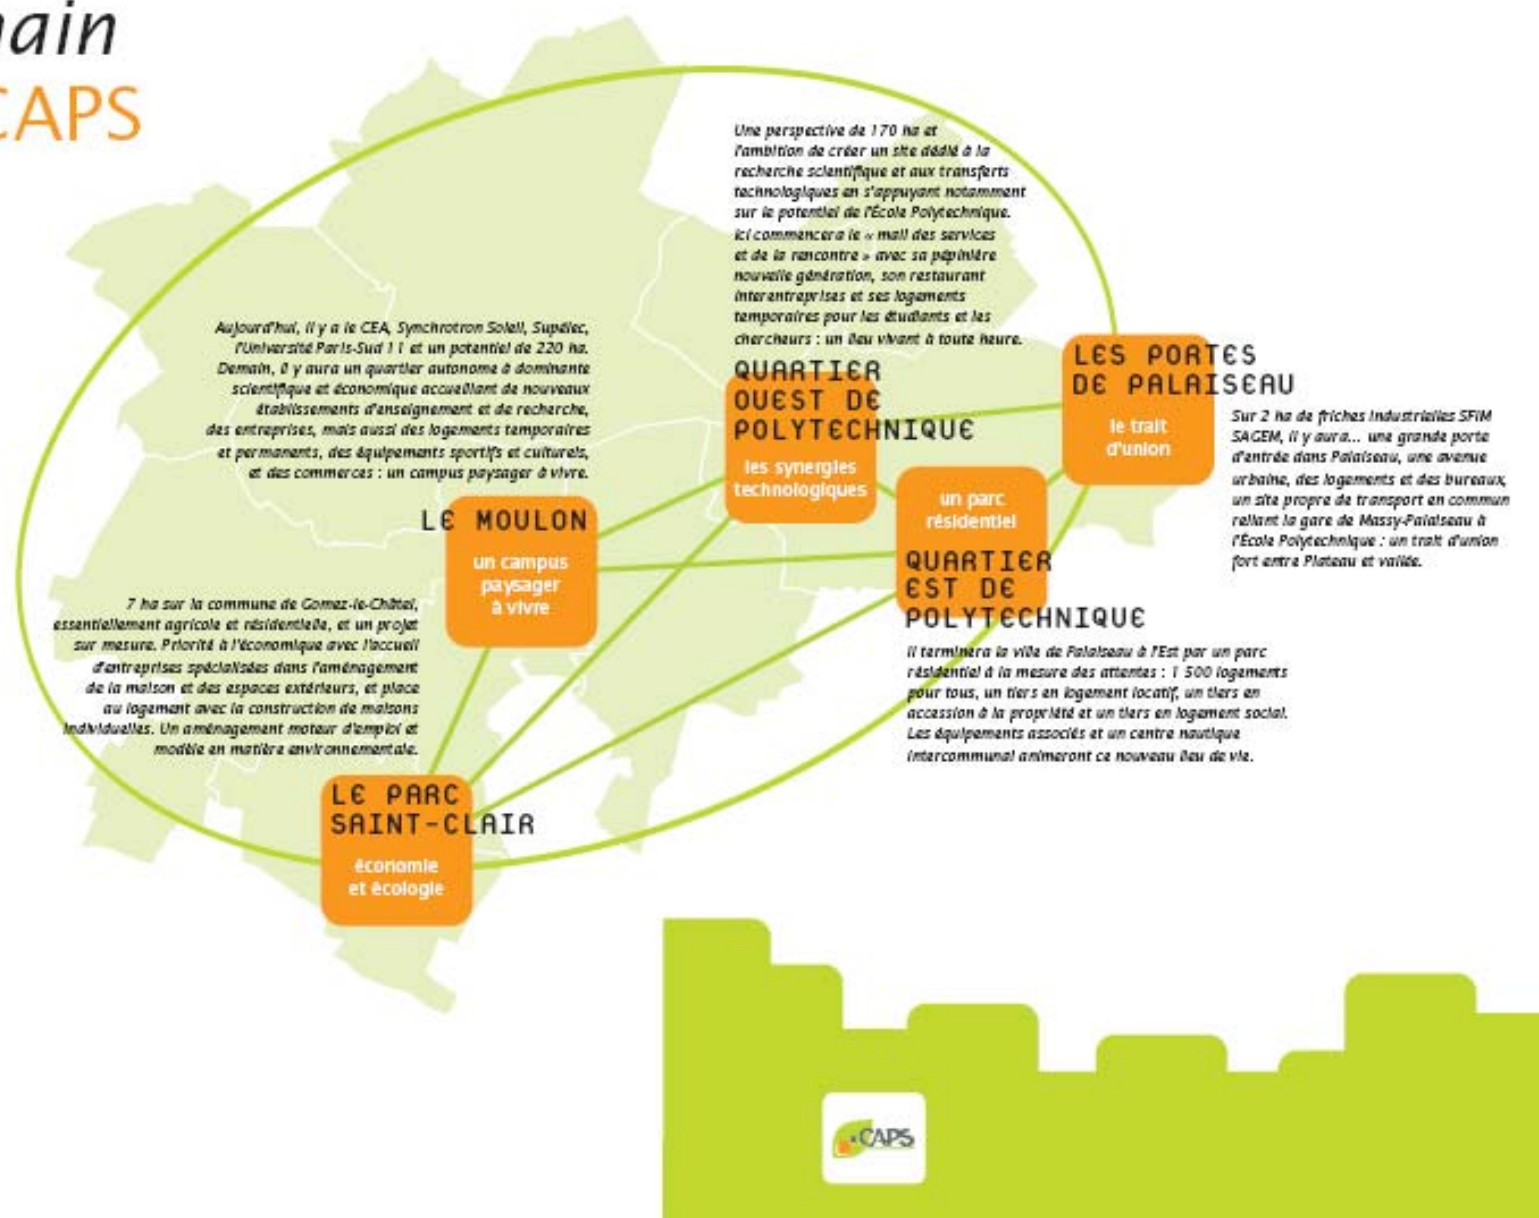 ain
CAPS
Une perspective de 170 ha et
l'ambition de créer un site dédié à la
recherche scientifique et aux transferts
technologiques en s'appuyant notamment
sur le potentiel de l'École Polytechnique.
Ici commencera le « mail des services
et de la rencontre » avec sa pépinière
nouvelle génération, son restaurant
interentreprises et ses logements
temporaires pour les étudiants et les
chercheurs : un lieu vivant à toute heure.
QUARTIER
OUEST DE
POLYTECHNIQUE
les synergies
technologiques
Aujourd'hui, il y a le CEA, Synchrotron Soleil, Supélec,
l'Université Paris-Sud 11 et un potentiel de 220 ha.
Demain, il y aura un quartier autonome à dominante
scientifique et économique accueillant de nouveaux
établissements d'enseignement et de recherche,
des entreprises, mais aussi des logements temporaires
et permanents, des équipements sportifs et culturels,
et des commerces : un campus paysager à vivre.
LE MOULON
un campus
paysager
à vivre
LES PORTES
DE PALAISEAU
le trait
d'union
Sur 2 ha de friches industrielles SFIM
SAGEM, il y aura... une grande porte
d'entrée dans Palaiseau, une avenue
urbaine, des logements et des bureaux,
un site propre de transport en commun
reliant la gare de Massy-Palaiseau à
l'École Polytechnique : un trait d'union
fort entre Plateau et vallée.
un parc
résidentiel
QUARTIER
EST DE
POLYTECHNIQUE
Il terminera la ville de Palaiseau à l'Est par un parc
résidentiel à la mesure des attentes : 1 500 logements
pour tous, un tiers en logement locatif, un tiers en
accession à la propriété et un tiers en logement social.
Les équipements associés et un centre nautique
intercommunal animeront ce nouveau lieu de vie.
7 ha sur la commune de Gomez-le-Châtel,
essentiellement agricole et résidentielle, et un projet
sur mesure. Priorité à l'économique avec l'accueil
d'entreprises spécialisées dans l'aménagement
de la maison et des espaces extérieurs, et place
au logement avec la construction de maisons
individuelles. Un aménagement moteur d'emploi et
modèle en matière environnementale.
LE PARC
SAINT-CLAIR
économie
et écologie
CAPS